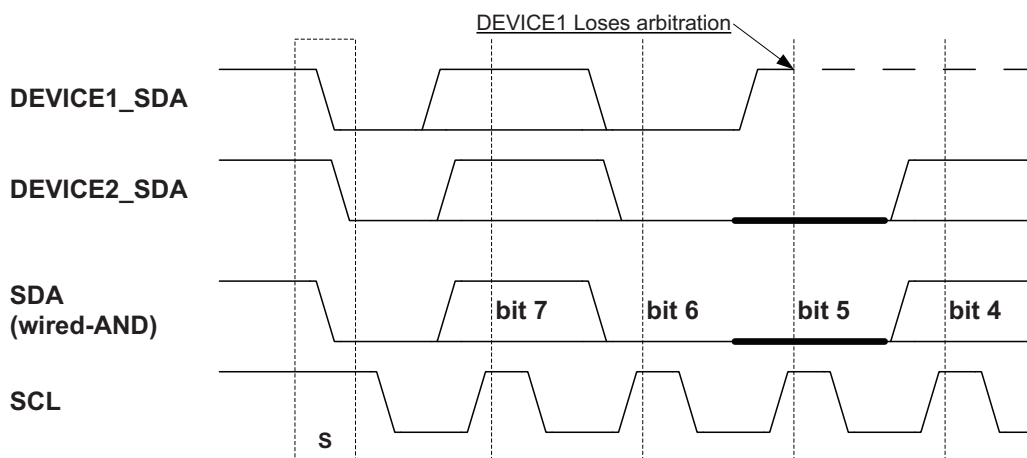 DEVICE1 Loses arbitration
DEVICE1_SDA
DEVICE2_SDA
SDA
(wired-AND)
bit 7 bit 6 bit 5 bit 4
SCL
S